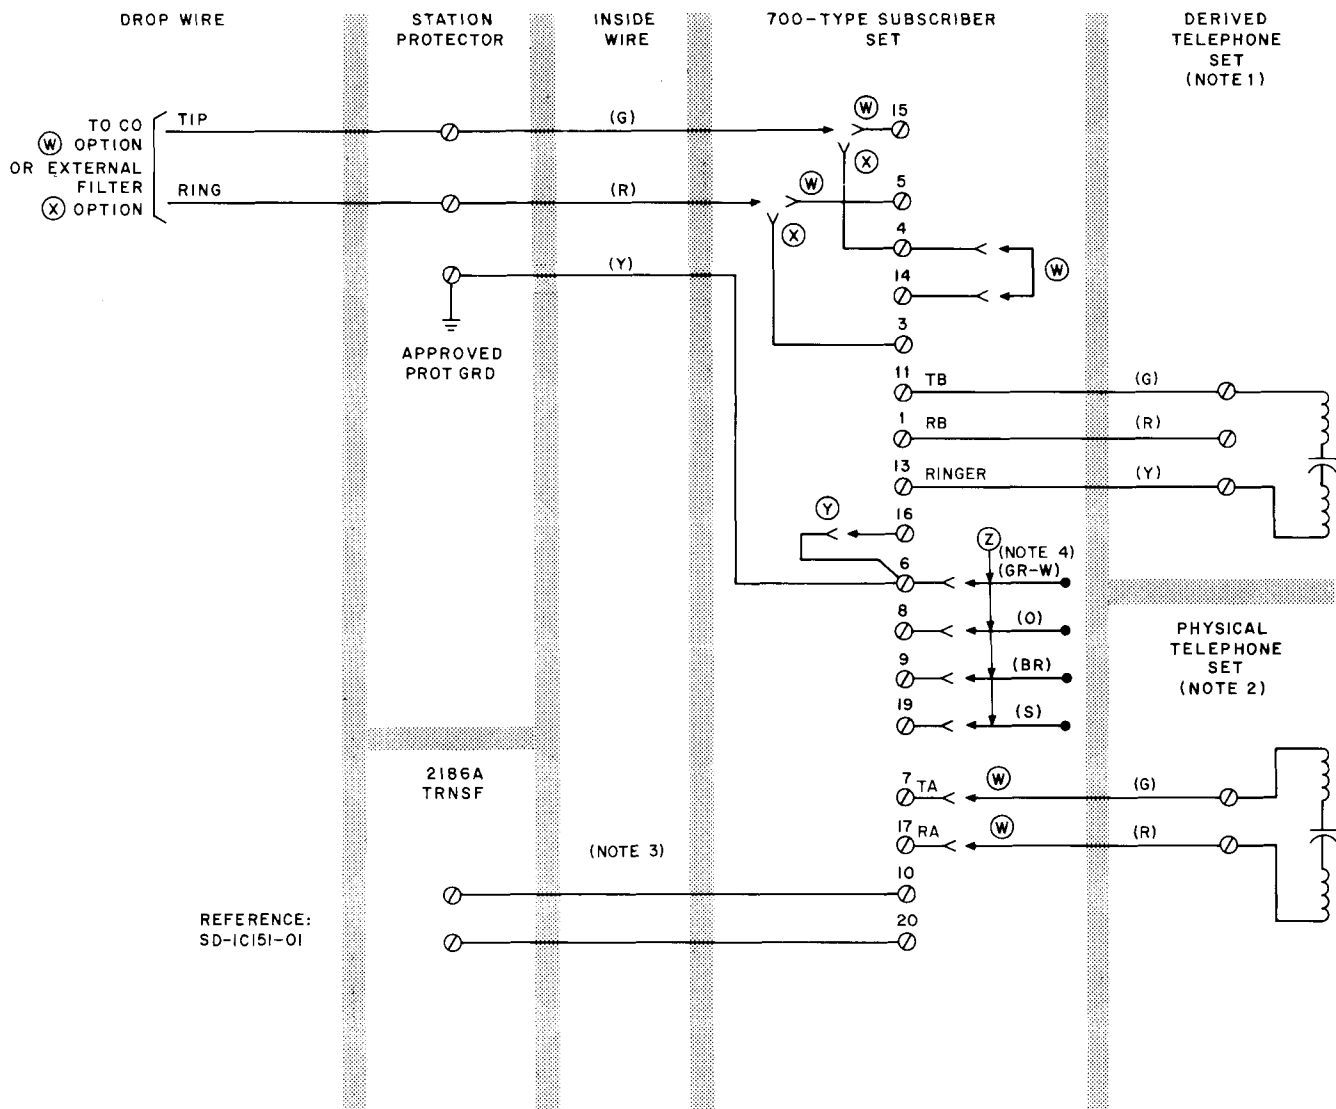 DROP WIRE
STATION
PROTECTOR
INSIDE
WIRE
700-TYPE SUBSCRIBER
SET
DERIVED
TELEPHONE
SET
(NOTE 1)
TO CO
W OPTION
OR EXTERNAL
FILTER
X OPTION
TIP
(G)
W
15
X
RING
(R)
W
5
X
4
W
14
(Y)
3
APPROVED
PROT GRD
11
TB
(G)
1
RB
(R)
13
RINGER
(Y)
Y
16
Z
(NOTE 4)
(GR-W)
6
8
(O)
9
(BR)
19
(S)
PHYSICAL
TELEPHONE
SET
(NOTE 2)
2186A
TRNSF
7
TA
W
(G)
17
RA
W
(R)
(NOTE 3)
10
20
REFERENCE:
SD-1C151-01